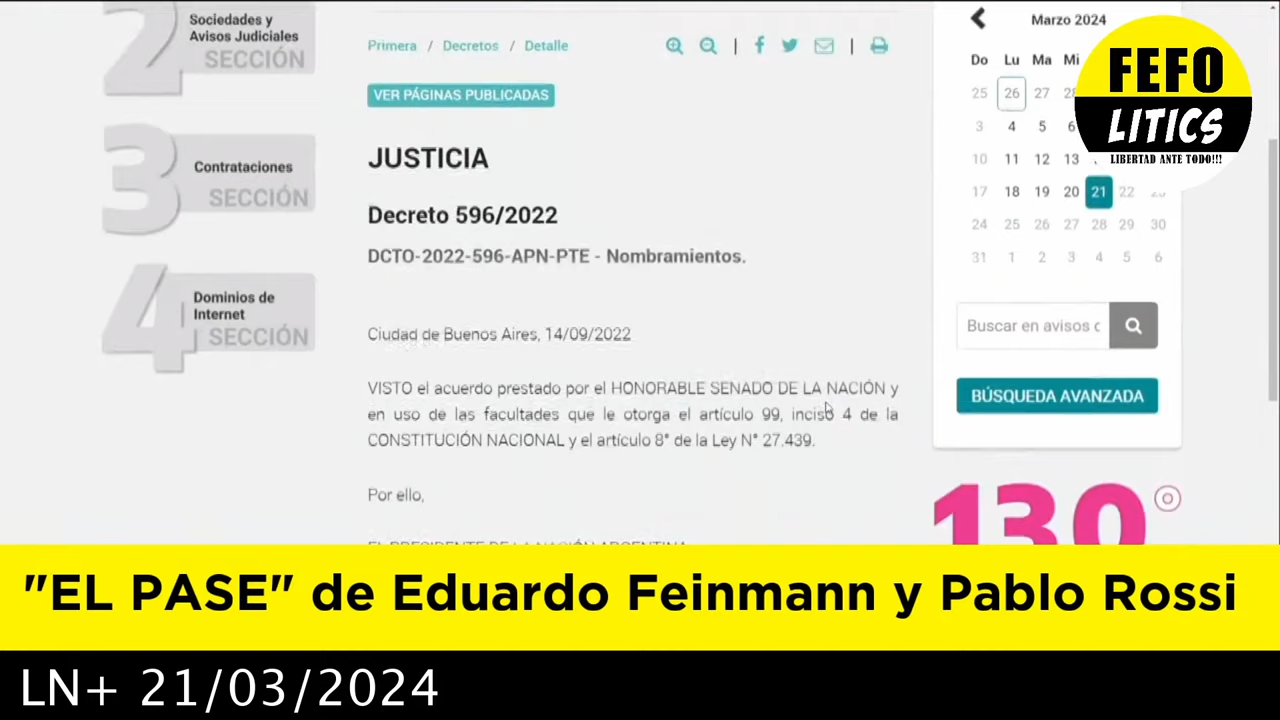 2
Sociedades y
Avisos Judiciales
SECCIÓN
3
Contrataciones
SECCIÓN
4
Dominios de
Internet
SECCIÓN
Primera / Decretos / Detalle
VER PÁGINAS PUBLICADAS
JUSTICIA
Decreto 596/2022
DCTO-2022-596-APN-PTE - Nombramientos.
Ciudad de Buenos Aires, 14/09/2022
VISTO el acuerdo prestado por el HONORABLE SENADO DE LA NACIÓN y
en uso de las facultades que le otorga el artículo 99, inciso 4 de la
CONSTITUCIÓN NACIONAL y el artículo 8° de la Ley N° 27.439.
Por ello,
Marzo 2024
Do Lu Ma Mi
25 26 27
3 4 5 6
10 11 12 13
17 18 19 20 21 22
24 25 26 27 28 29 30
31 1 2 3 4 5 6
Buscar en avisos
BÚSQUEDA AVANZADA
130
FEFO
LITICS
LIBERTAD ANTE TODO!!!
"EL PASE" de Eduardo Feinmann y Pablo Rossi
LN+ 21/03/2024